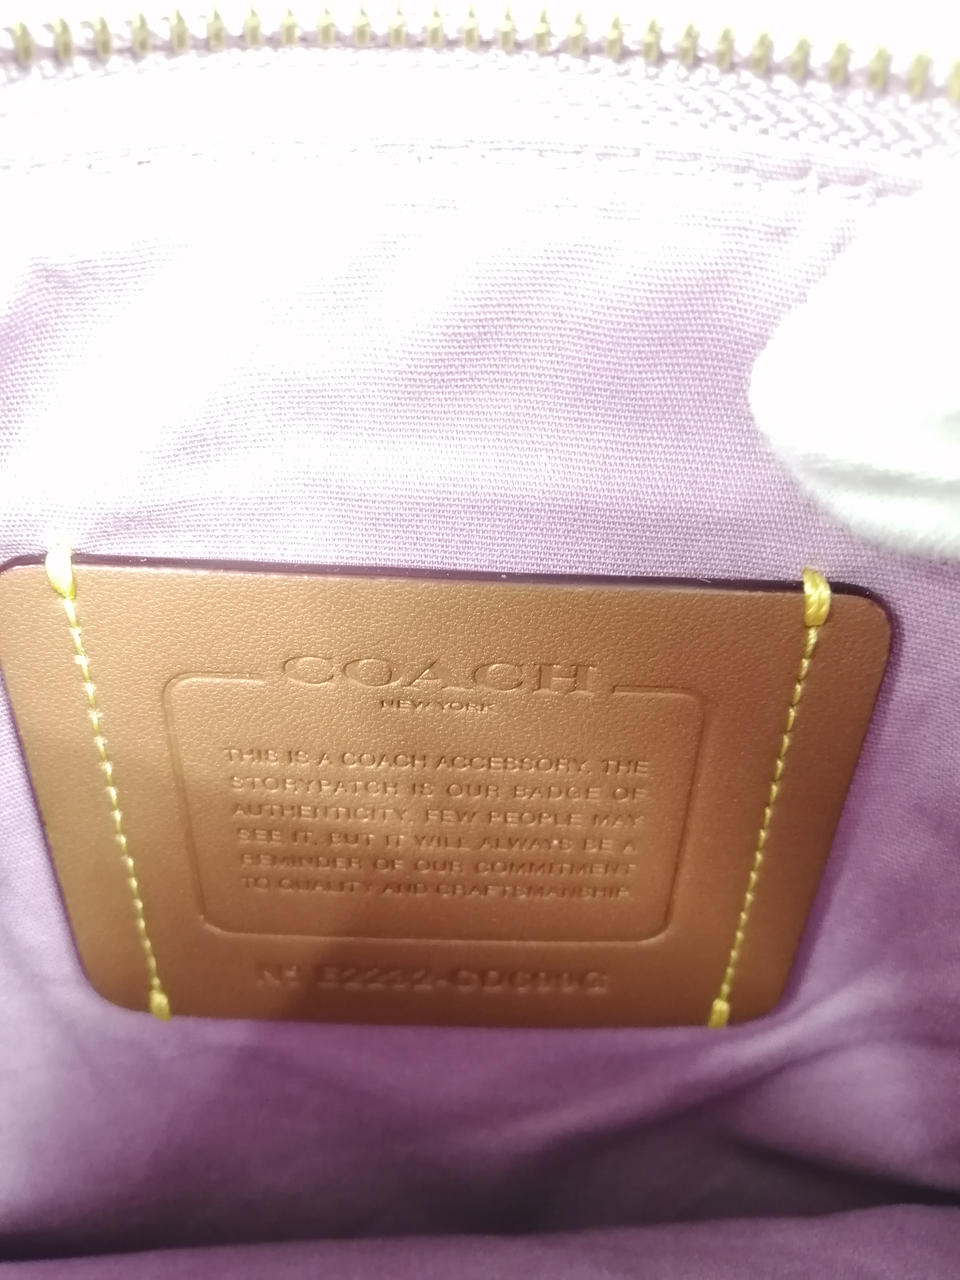 COACH
NEW YORK
THIS IS A COACH ACCESSORY. THE
STORYPATCH IS OUR BADGE OF
AUTHENTICITY. FEW PEOPLE MAY
SEE IT, BUT IT WILL ALWAYS BE A
REMINDER OF OUR COMMITMENT
TO QUALITY AND CRAFTSMANSHIP.